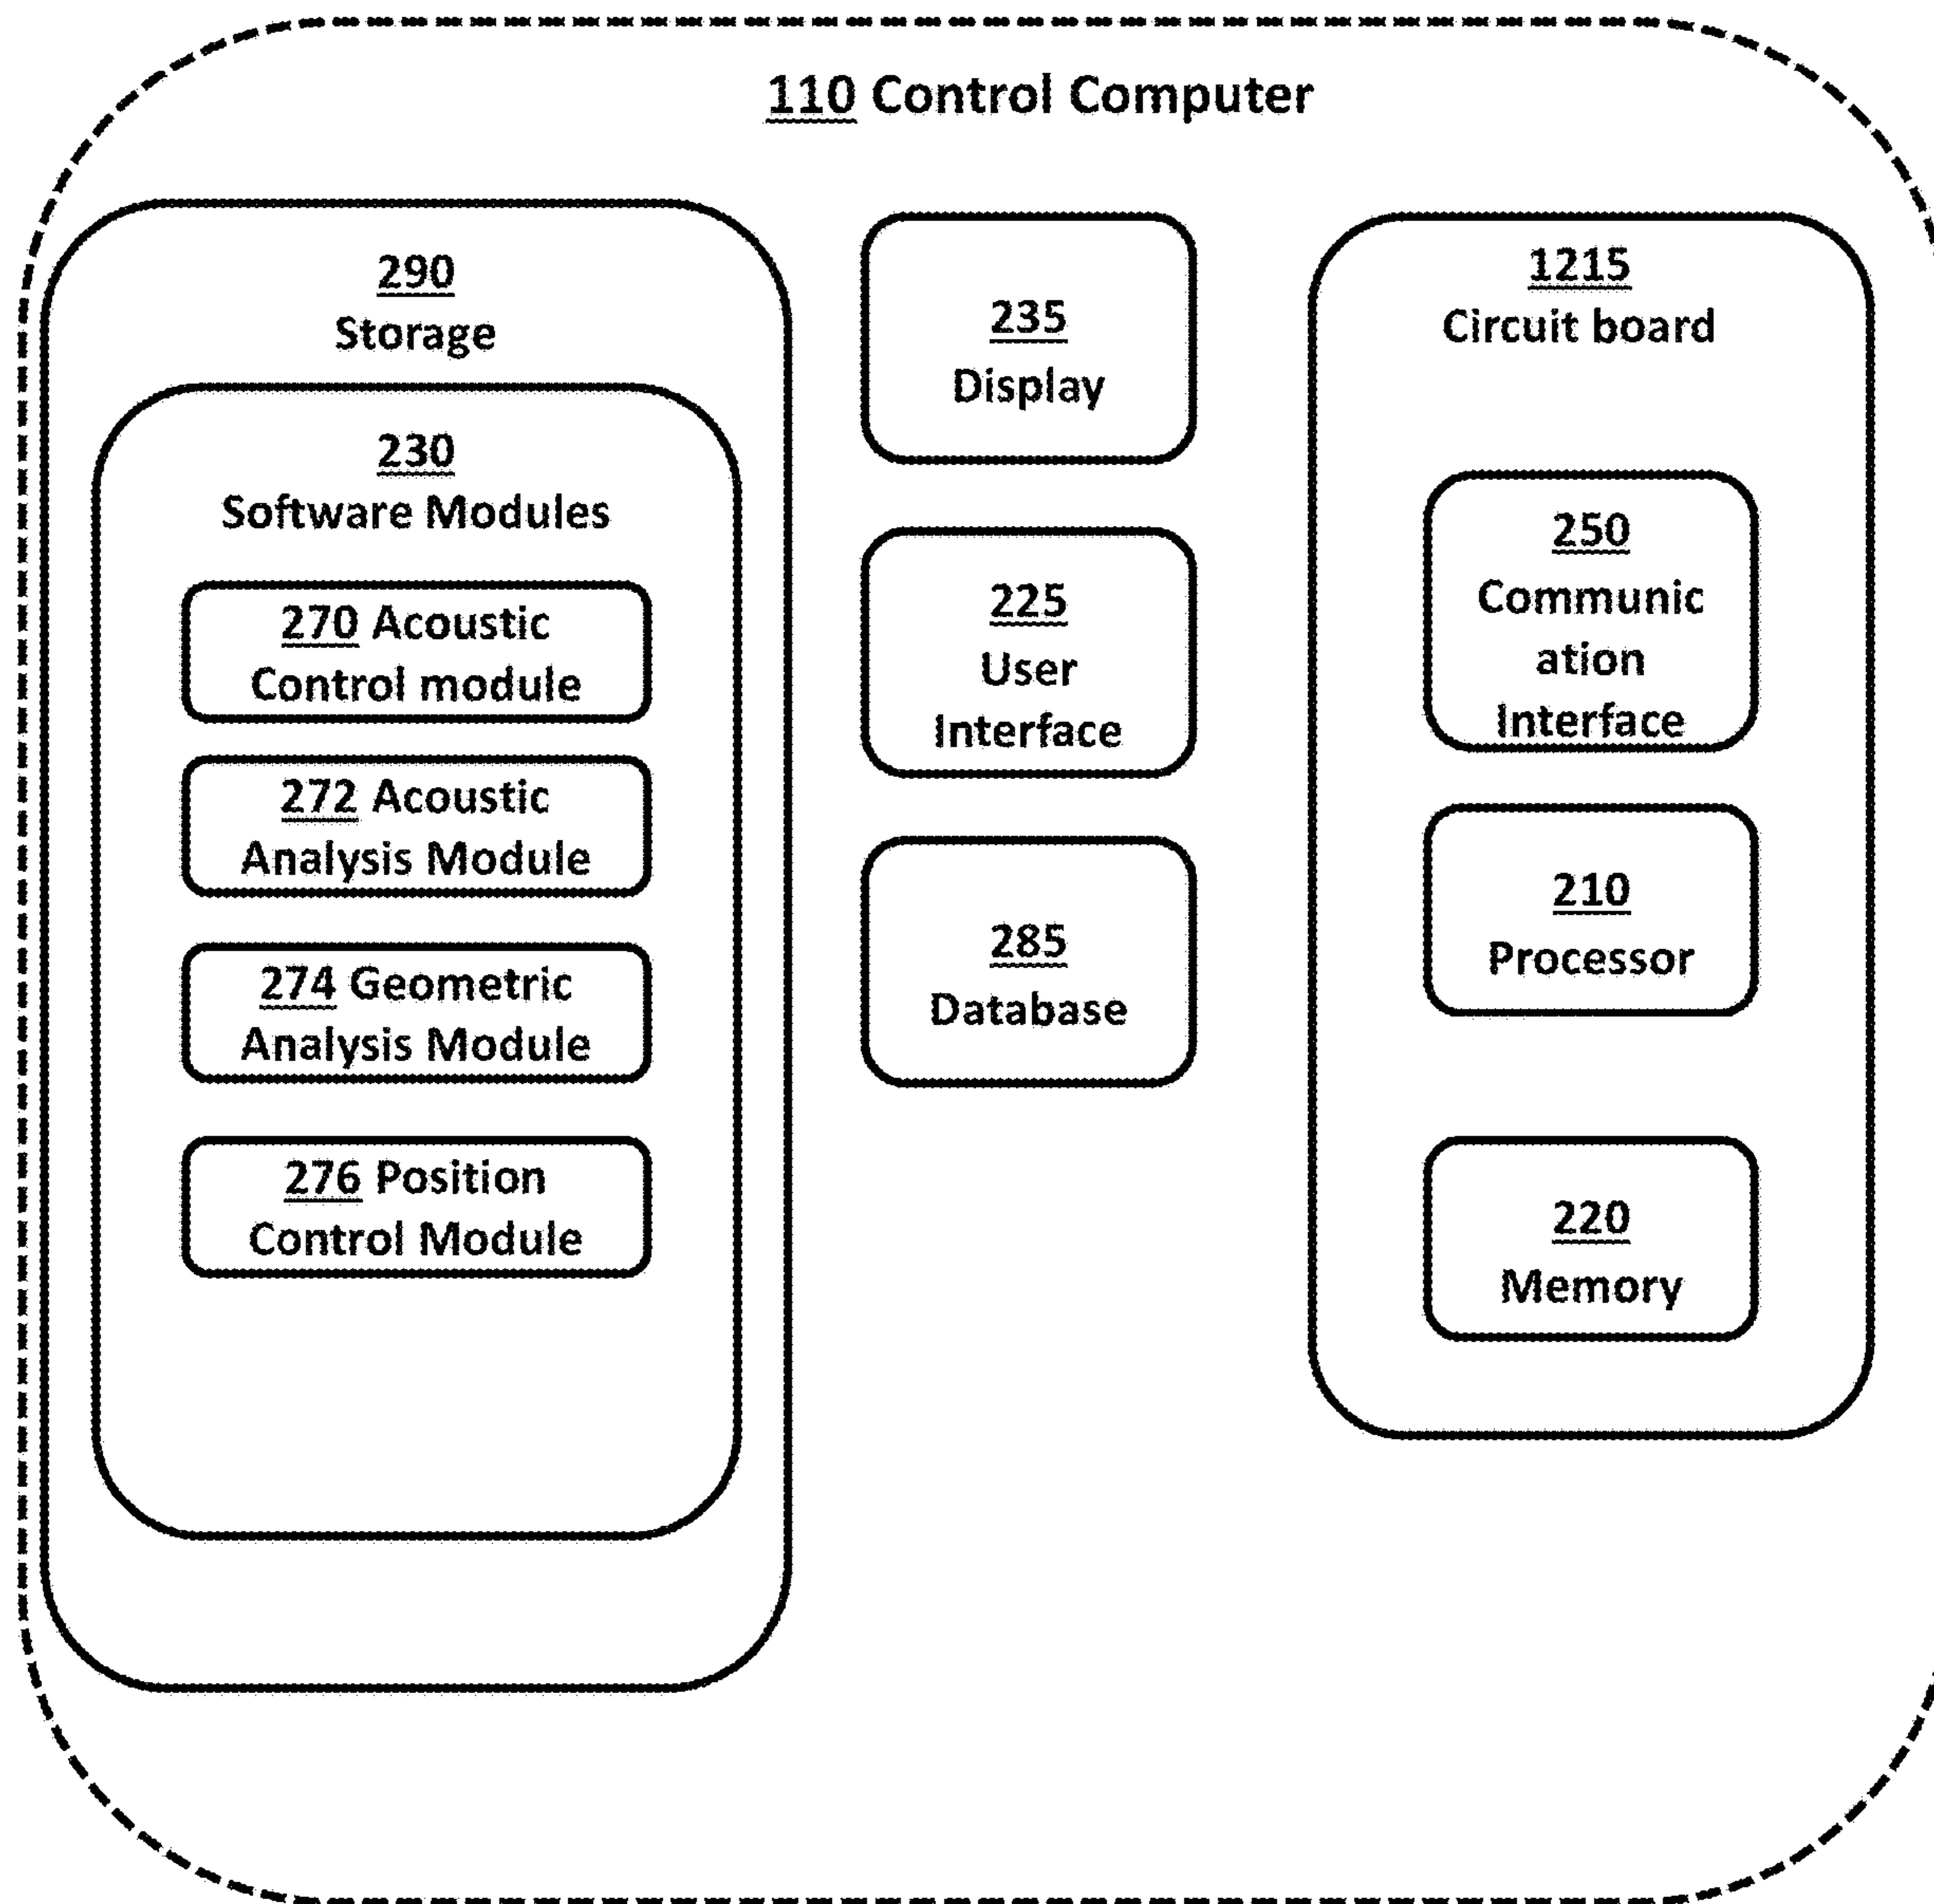 110 Control Computer
290
Storage
230
Software Modules
270 Acoustic
Control module
272 Acoustic
Analysis Module
274 Geometric
Analysis Module
276 Position
Control Module
235
Display
225
User
Interface
285
Database
1215
Circuit board
250
Communic
ation
Interface
210
Processor
220
Memory